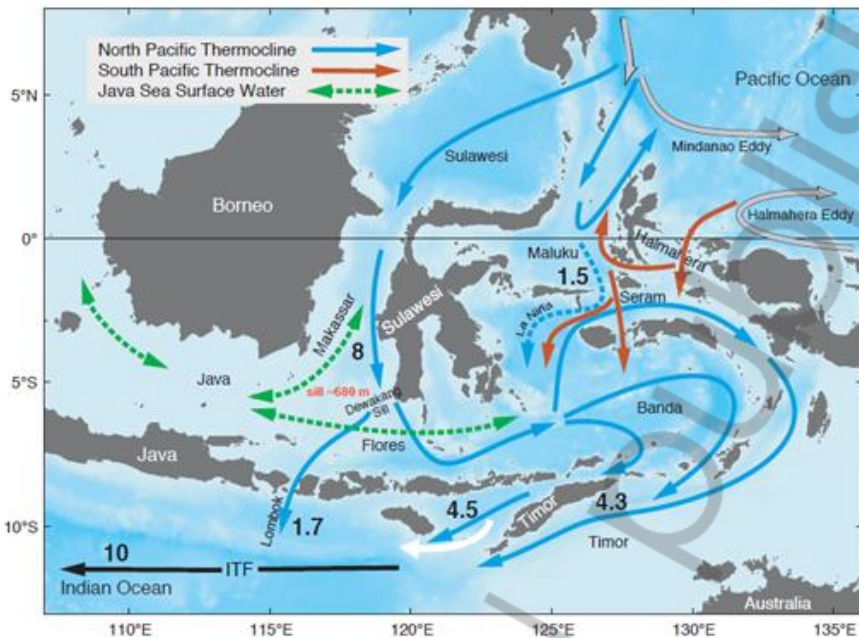 North Pacific Thermocline
South Pacific Thermocline
Java Sea Surface Water
Pacific Ocean
5°N
Sulawesi
Mindanao Eddy
Borneo
Halmahera Eddy
0°
Maluku
Halmahera
1.5
Seram
Sulawesi
La Niña
Makassar
8
Java
sill ~680 m
5°S
Dewakang
Sill
Banda
Flores
Java
4.5
4.3
Timor
Lombok
1.7
10°S
Timor
10
ITF
Indian Ocean
Australia
110°E
115°E
120°E
125°E
130°E
135°E